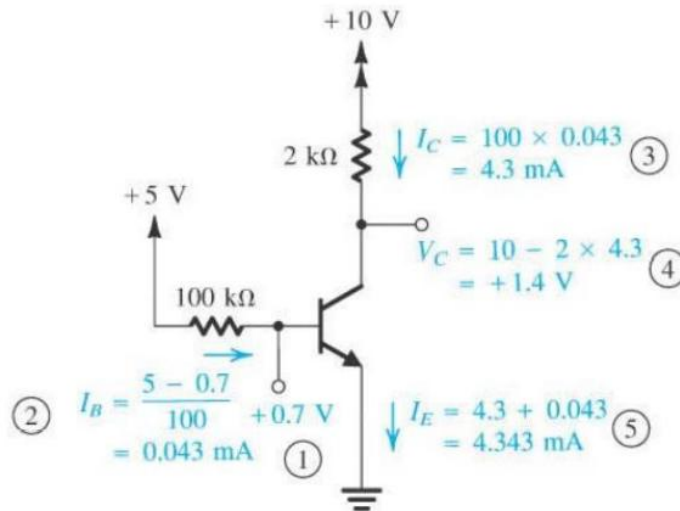 +10 V
2 kΩ
I_C = 100 × 0.043
= 4.3 mA
③
+5 V
V_C = 10 − 2 × 4.3
= +1.4 V
④
100 kΩ
② I_B = (5 − 0.7)/100
= 0.043 mA
+0.7 V
①
I_E = 4.3 + 0.043
= 4.343 mA
⑤